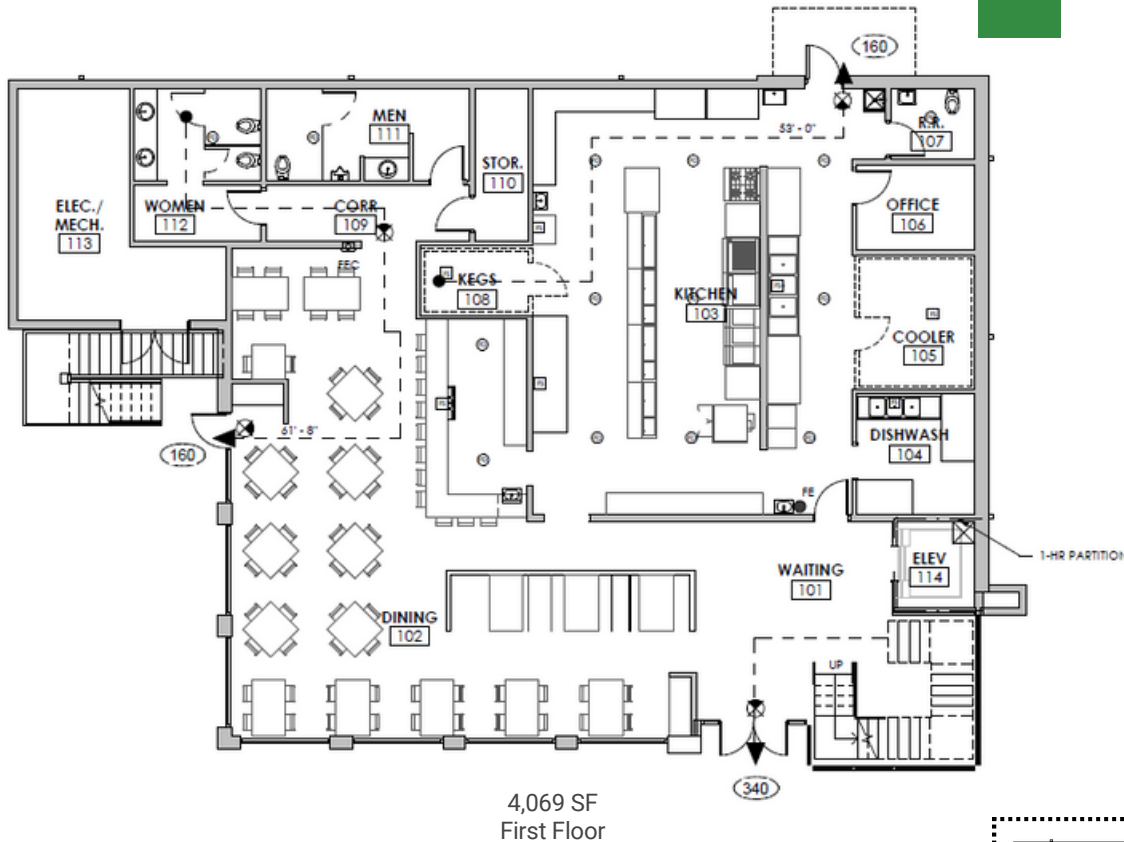 160
53' - 0"
MEN
111
R.R.
107
STOR.
110
ELEC./
MECH.
113
WOMEN
112
CORR
109
OFFICE
106
FEC
KEGS
108
KITCHEN
103
COOLER
105
61' - 8"
160
DISHWASH
104
FE
1-HR PARTITION
ELEV
114
WAITING
101
DINING
102
UP
340
4,069 SF
First Floor